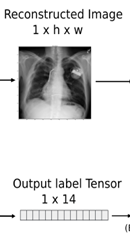 Reconstructed Image
1 x h x w
Output label Tensor
1 x 14